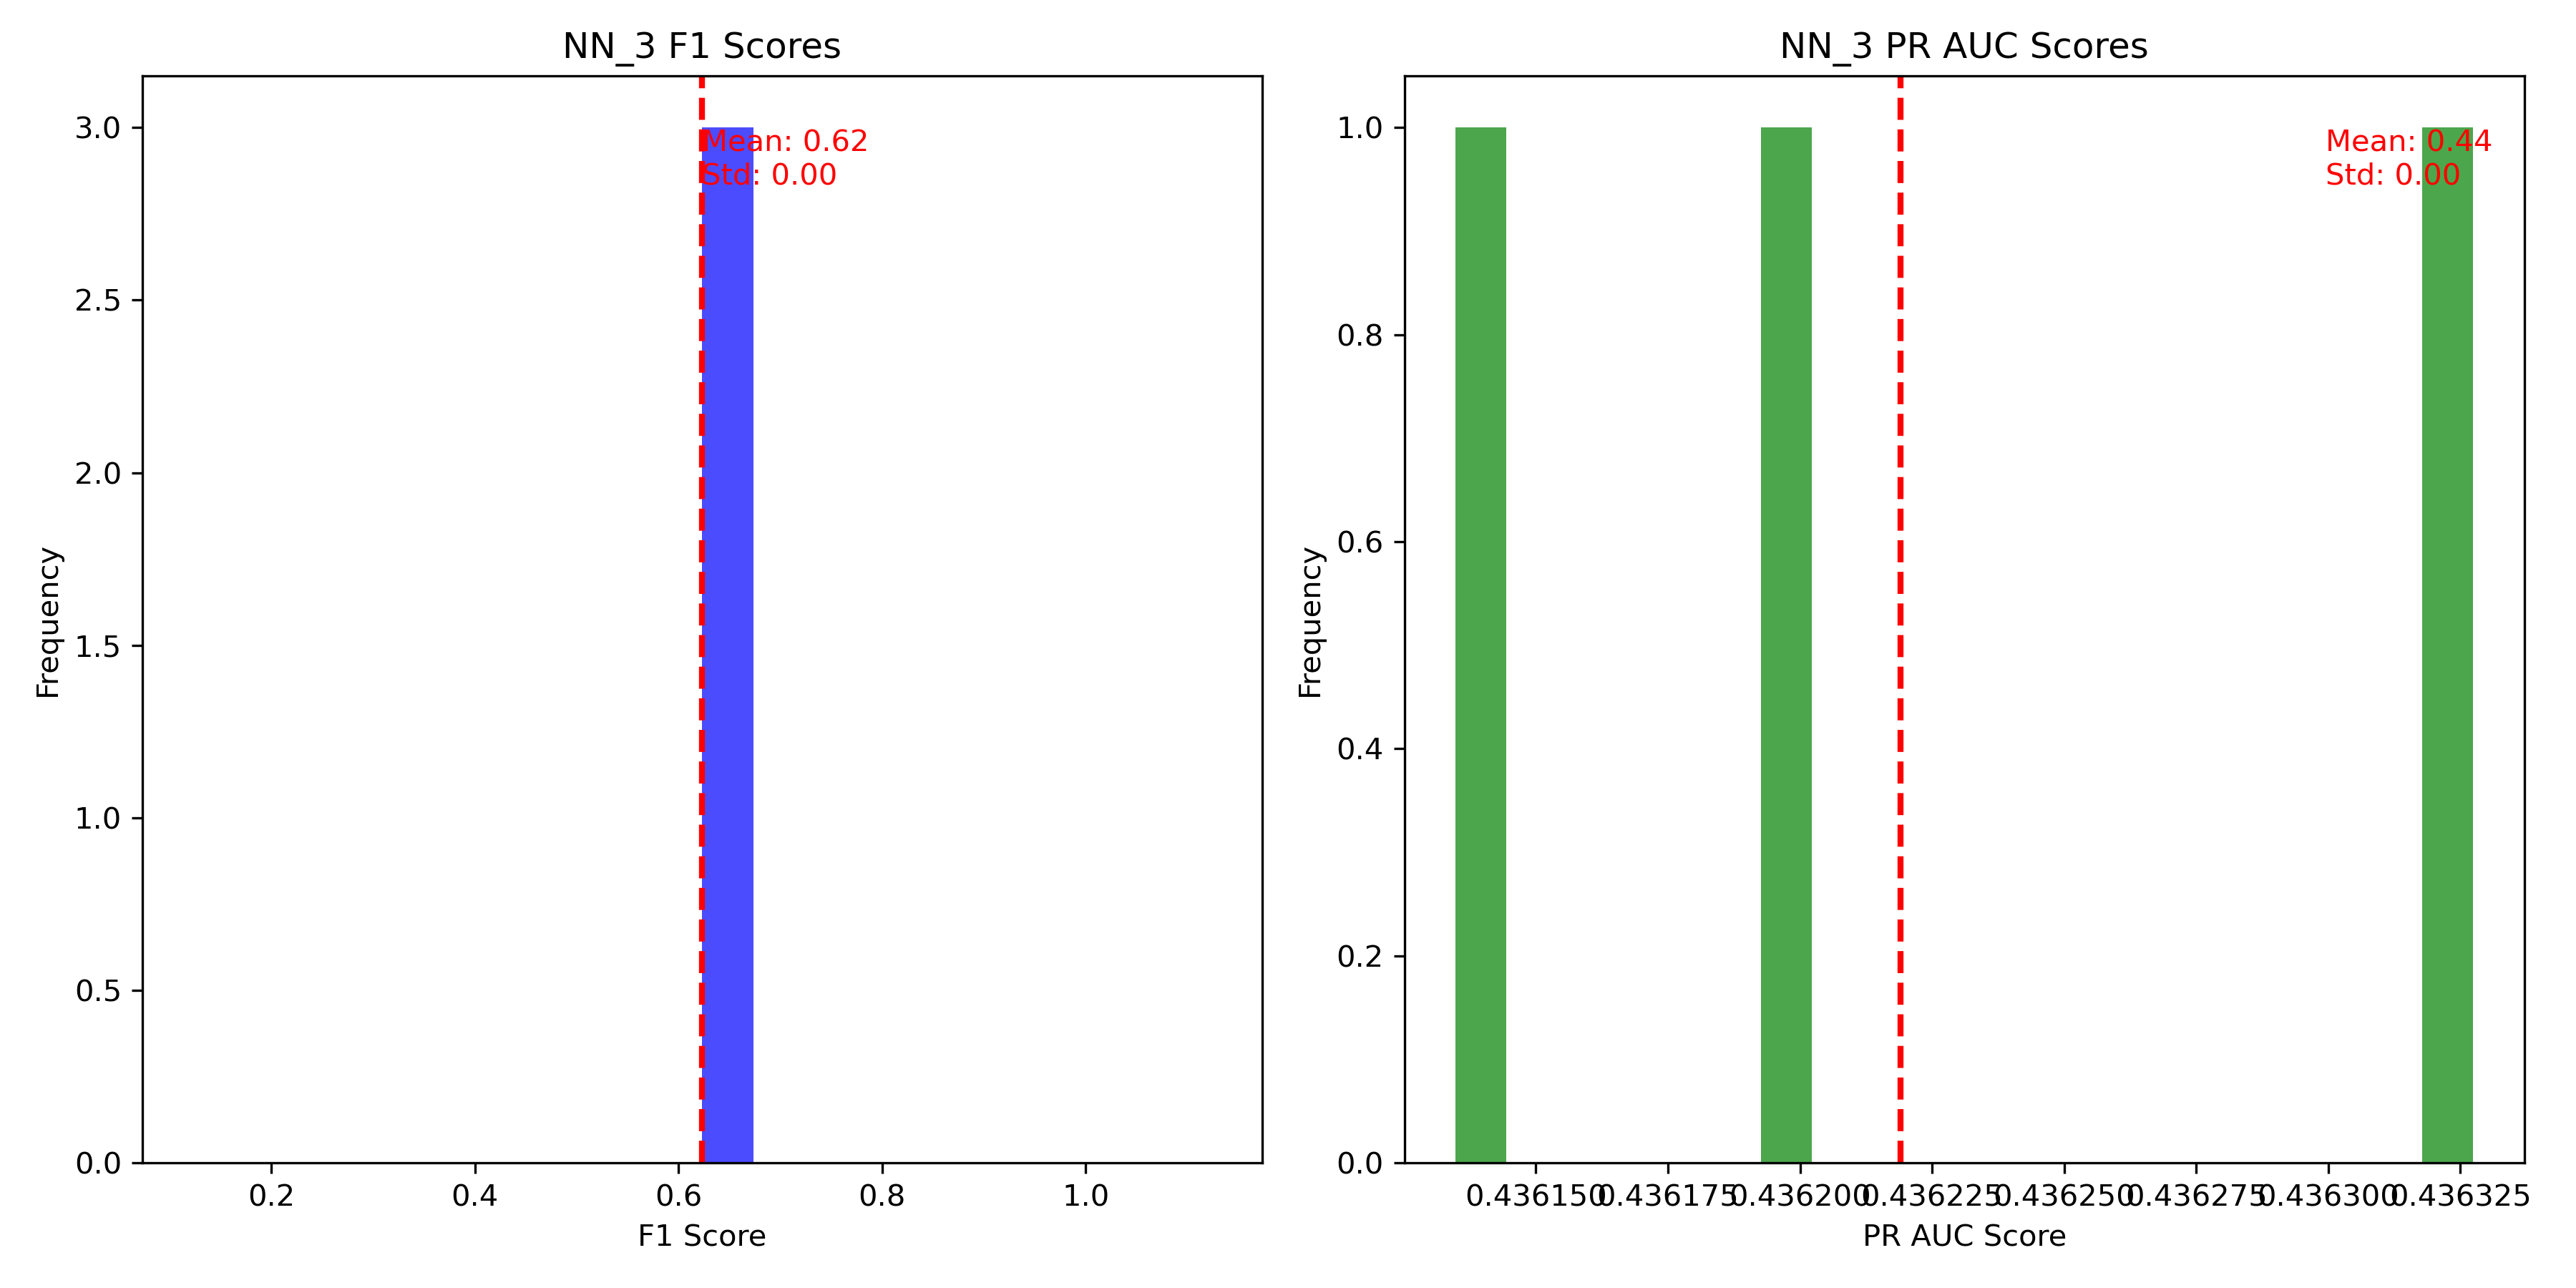 NN_3 F1 Scores
3.0
2.5
2.0
1.5
1.0
0.5
0.0
Frequency
Mean: 0.62
Std: 0.00
0.2 0.4 0.6 0.8 1.0
F1 Score
NN_3 PR AUC Scores
1.0
0.8
0.6
0.4
0.2
0.0
Frequency
Mean: 0.44
Std: 0.00
0.436150 0.436175 0.436200 0.436225 0.436250 0.436275 0.436300 0.436325
PR AUC Score